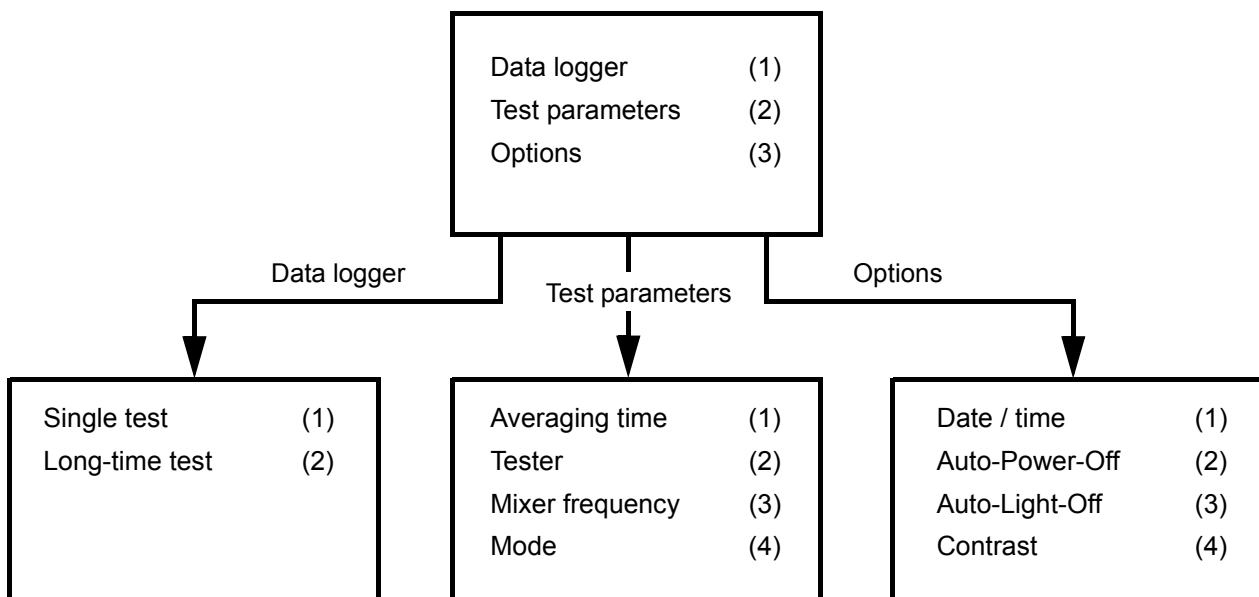 Data logger (1)
Test parameters (2)
Options (3)
Data logger
Test parameters
Options
Single test (1)
Long-time test (2)
Averaging time (1)
Tester (2)
Mixer frequency (3)
Mode (4)
Date / time (1)
Auto-Power-Off (2)
Auto-Light-Off (3)
Contrast (4)